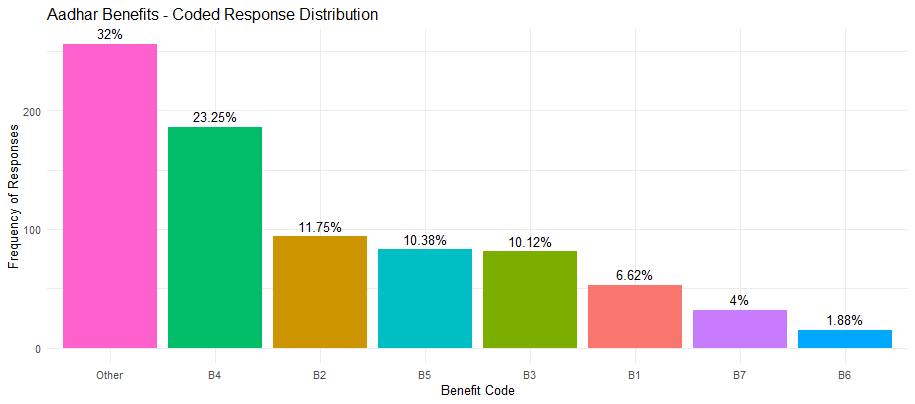 Aadhar Benefits - Coded Response Distribution
32%
23.25%
11.75%
10.38%
10.12%
6.62%
4%
1.88%
Frequency of Responses
200
100
0
Other
B4
B2
B5
B3
B1
B7
B6
Benefit Code